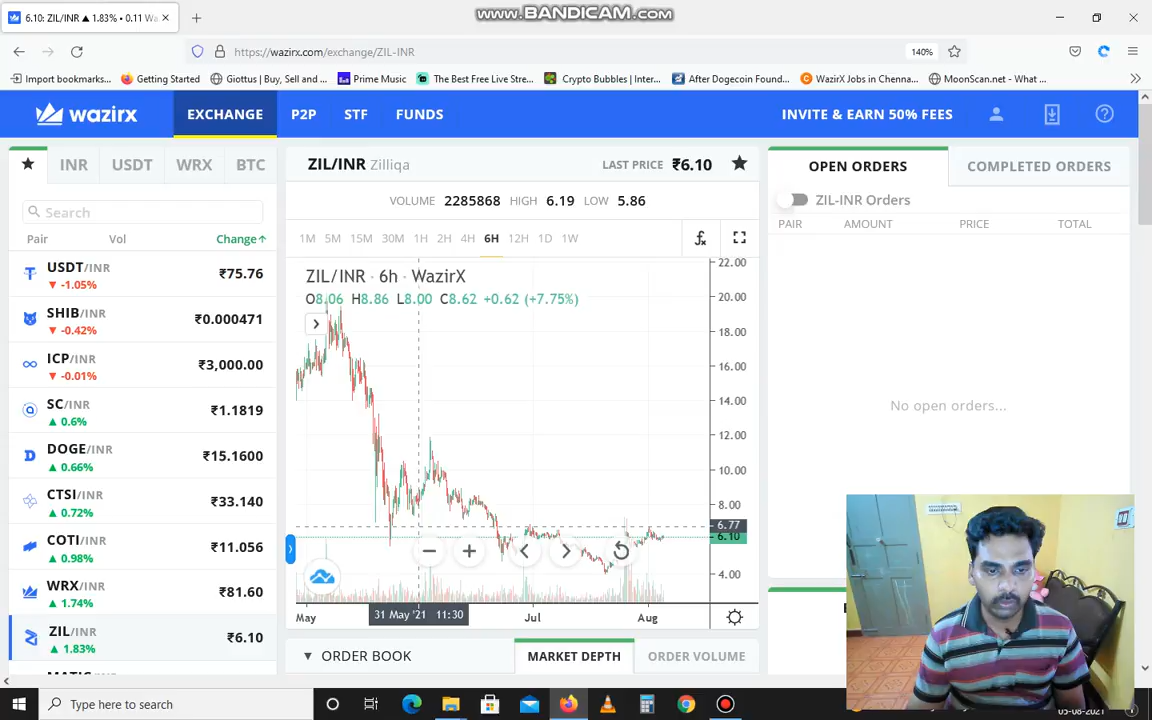 6.10: ZIL/INR ▲ 1.83% • 0.11 Wa
www.BANDICAM.com
https://wazirx.com/exchange/ZIL-INR
140%
Import bookmarks...
Getting Started
Giottus | Buy, Sell and ...
Prime Music
The Best Free Live Stre...
Crypto Bubbles | Inter...
After Dogecoin Found...
WazirX Jobs in Chenna...
MoonScan.net - What ...
wazirx
EXCHANGE
P2P
STF
FUNDS
INVITE & EARN 50% FEES
INR
USDT
WRX
BTC
Search
Pair Vol Change↑
USDT/INR ₹75.76
▼ -1.05%
SHIB/INR ₹0.000471
▼ -0.42%
ICP/INR ₹3,000.00
▼ -0.01%
SC/INR ₹1.1819
▲ 0.6%
DOGE/INR ₹15.1600
▲ 0.66%
CTSI/INR ₹33.140
▲ 0.72%
COTI/INR ₹11.056
▲ 0.98%
WRX/INR ₹81.60
▲ 1.74%
ZIL/INR ₹6.10
▲ 1.83%
ZIL/INR Zilliqa LAST PRICE ₹6.10
VOLUME 2285868 HIGH 6.19 LOW 5.86
1M 5M 15M 30M 1H 2H 4H 6H 12H 1D 1W
ZIL/INR · 6h · WazirX
O8.06 H8.86 L8.00 C8.62 +0.62 (+7.75%)
22.00
20.00
18.00
16.00
14.00
12.00
10.00
8.00
6.77
6.10
4.00
May 31 May '21 11:30 Jul Aug
▼ ORDER BOOK MARKET DEPTH ORDER VOLUME
OPEN ORDERS COMPLETED ORDERS
ZIL-INR Orders
PAIR AMOUNT PRICE TOTAL
No open orders...
Type here to search
05-08-2021